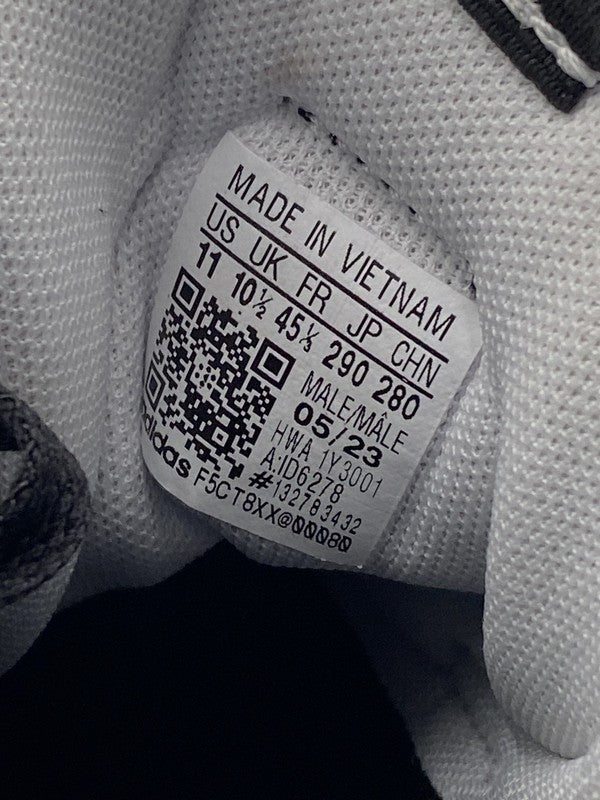 MADE IN VIETNAM
US UK FR JP CHN
11 10½ 45⅓ 290 280
MALE/MÂLE
05/23
HWA 1Y3001
A:ID6278
#132783432
adidas F5CT8XX@00080